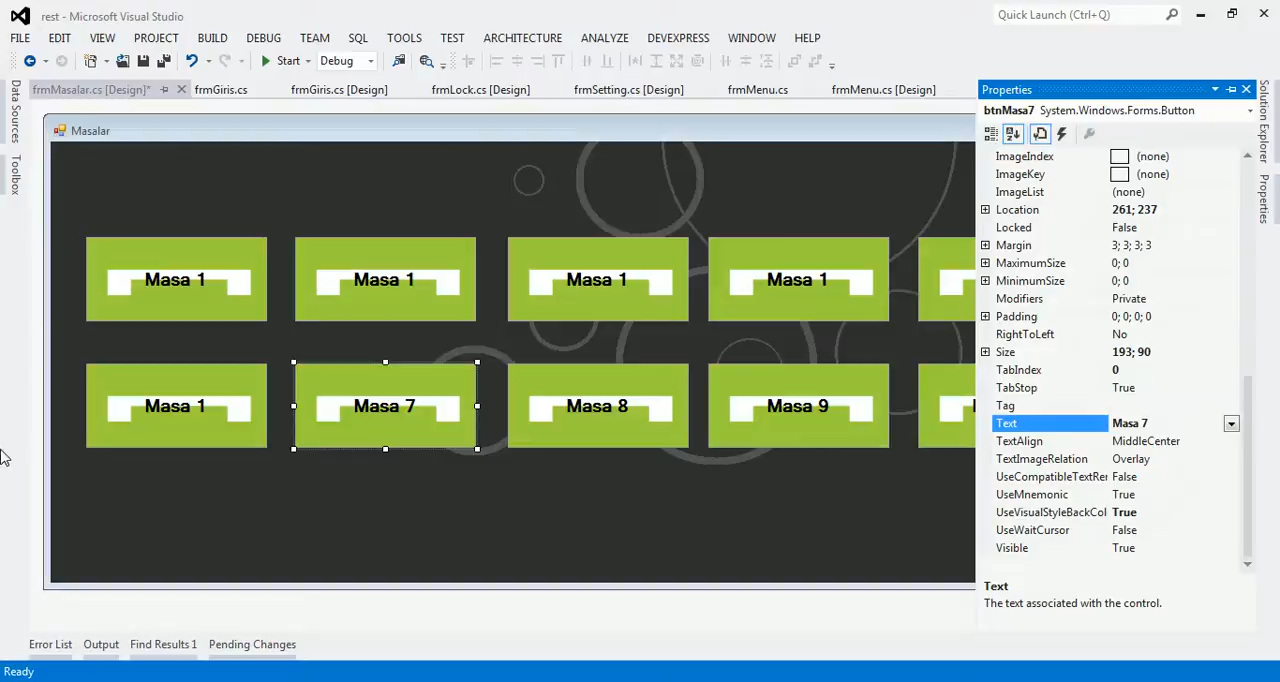 rest - Microsoft Visual Studio
Quick Launch (Ctrl+Q)
FILE EDIT VIEW PROJECT BUILD DEBUG TEAM SQL TOOLS TEST ARCHITECTURE ANALYZE DEVEXPRESS WINDOW HELP
Start Debug
frmMasalar.cs [Design]* frmGiris.cs frmGiris.cs [Design] frmLock.cs [Design] frmSetting.cs [Design] frmMenu.cs frmMenu.cs [Design]
Data Sources
Toolbox
Masalar
Masa 1 Masa 1 Masa 1 Masa 1
Masa 1 Masa 7 Masa 8 Masa 9
Properties
btnMasa7 System.Windows.Forms.Button
ImageIndex (none)
ImageKey (none)
ImageList (none)
Location 261; 237
Locked False
Margin 3; 3; 3; 3
MaximumSize 0; 0
MinimumSize 0; 0
Modifiers Private
Padding 0; 0; 0; 0
RightToLeft No
Size 193; 90
TabIndex 0
TabStop True
Tag
Text Masa 7
TextAlign MiddleCenter
TextImageRelation Overlay
UseCompatibleTextRer False
UseMnemonic True
UseVisualStyleBackCol True
UseWaitCursor False
Visible True
Text
The text associated with the control.
Solution Explorer
Properties
Error List Output Find Results 1 Pending Changes
Ready